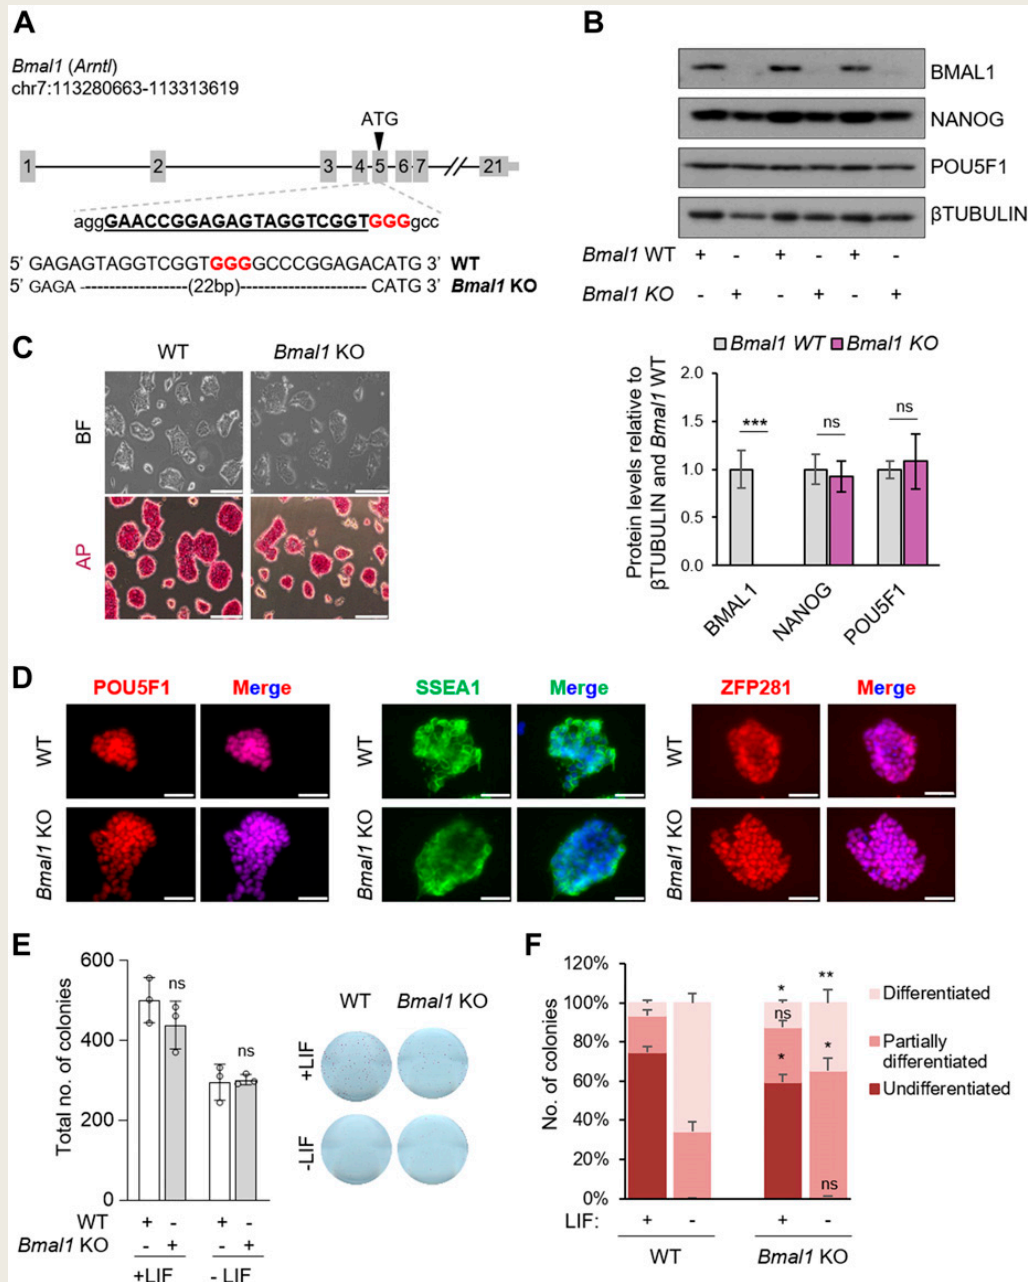 A
Bmal1 (Arntl)
chr7:113280663-113313619
ATG
1 2 3 4 5 6 7 21
aggGAACCGGAGAGTAGGTCGGTGGGgcc
5' GAGAGTAGGTCGGTGGGGCCCGGAGACATG 3' WT
5' GAGA ---------------(22bp)------------------ CATG 3' Bmal1 KO
B
BMAL1
NANOG
POU5F1
βTUBULIN
Bmal1 WT + - + - + -
Bmal1 KO - + - + - +
Bmal1 WT Bmal1 KO
Protein levels relative to
βTUBULIN and Bmal1 WT
2.0
1.5
1.0
0.5
0.0
*** ns ns
BMAL1 NANOG POU5F1
C
WT Bmal1 KO
BF
AP
D
POU5F1 Merge SSEA1 Merge ZFP281 Merge
WT WT WT
Bmal1 KO Bmal1 KO Bmal1 KO
E
Total no. of colonies
600
400
200
0
ns
ns
WT + - + -
Bmal1 KO - + - +
+LIF - LIF
WT Bmal1 KO
+LIF
-LIF
F
No. of colonies
120%
100%
80%
60%
40%
20%
0%
* **
ns
* *
ns
LIF: + - + -
WT Bmal1 KO
Differentiated
Partially
differentiated
Undifferentiated